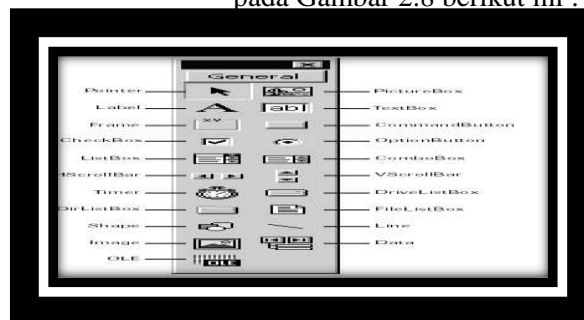 pada Gambar 2.8 berikut ini :
General
Pointer PictureBox
Label TextBox
Frame CommandButton
CheckBox OptionButton
ListBox ComboBox
HScrollBar VScrollBar
Timer DriveListBox
DirListBox FileListBox
Shape Line
Image Data
OLE